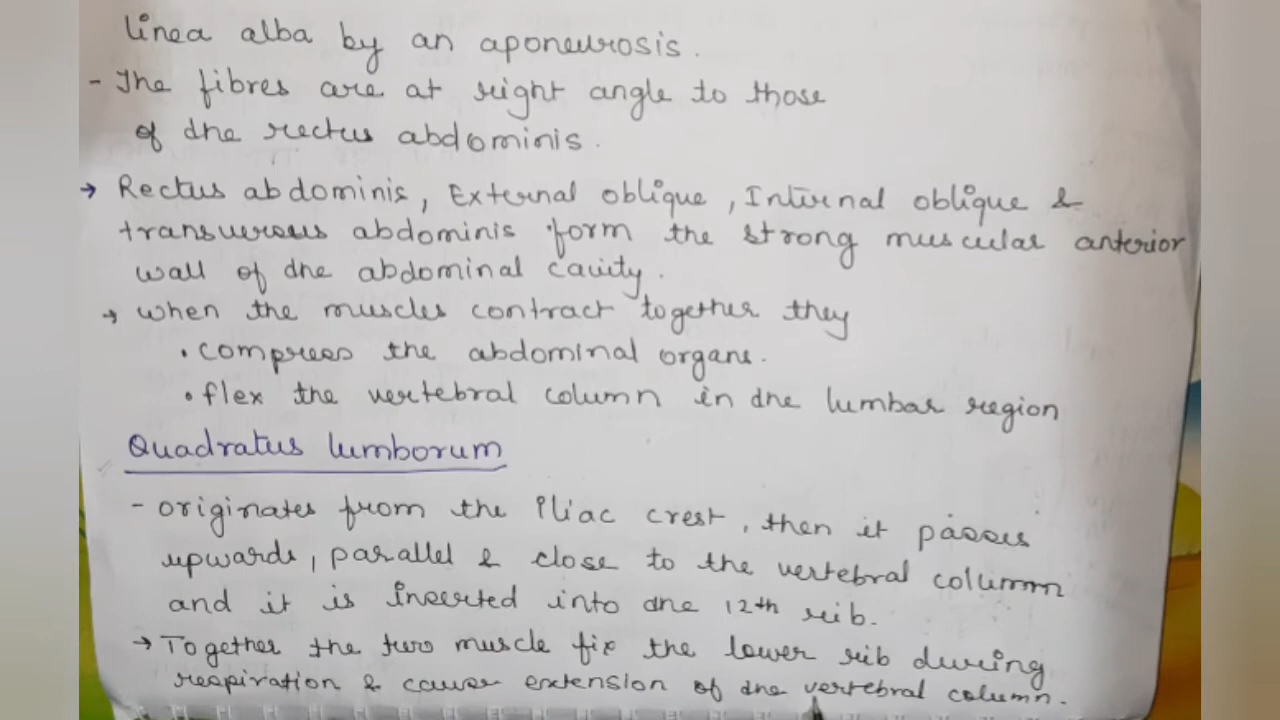 linea alba by an aponeurosis.
- The fibres are at right angle to those
of the rectus abdominis.
→ Rectus abdominis, External oblique, Internal oblique &
transverus abdominis form the strong muscular anterior
wall of the abdominal cavity.
→ when the muscles contract together they
• compress the abdominal organs.
• flex the vertebral column in the lumbar region
Quadratus lumborum
- originates from the iliac crest, then it passes
upwards, parallel & close to the vertebral column
and it is inserted into the 12th rib.
→ Together the two muscle fix the lower rib during
respiration & cause extension of the vertebral column.